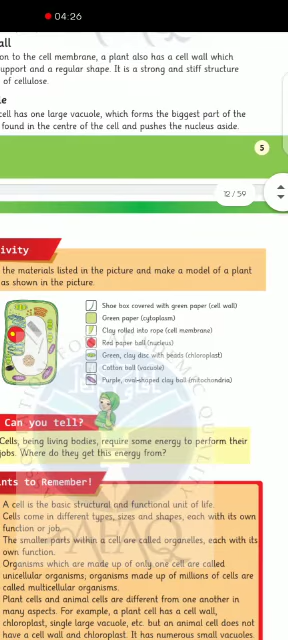 04:26
all
on to the cell membrane, a plant also has a cell wall which
upport and a regular shape. It is a strong and stiff structure
of cellulose.
le
cell has one large vacuole, which forms the biggest part of the
found in the centre of the cell and pushes the nucleus aside.
5
12 / 59
ivity
the materials listed in the picture and make a model of a plant
as shown in the picture.
Shoe box covered with green paper (cell wall)
Green paper (cytoplasm)
Clay rolled into rope (cell membrane)
Red paper ball (nucleus)
Green, clay disc with beads (chloroplast)
Cotton ball (vacuole)
Purple, mini-shaped clay ball (mitochondria)
Can you tell?
Cells, being living bodies, require some energy to perform their
jobs. Where do they get this energy from?
nts to Remember!
A cell is the basic structural and functional unit of life.
Cells come in different types, sizes and shapes, each with its own
function or job.
The smaller parts within a cell are called organelles, each with its
own function.
Organisms which are made up of only one cell are called
unicellular organisms; organisms made up of millions of cells are
called multicellular organisms.
Plant cells and animal cells are different from one another in
many aspects. For example, a plant cell has a cell wall,
chloroplast, single large vacuole, etc. but an animal cell does not
have a cell wall and chloroplast. It has numerous small vacuoles.